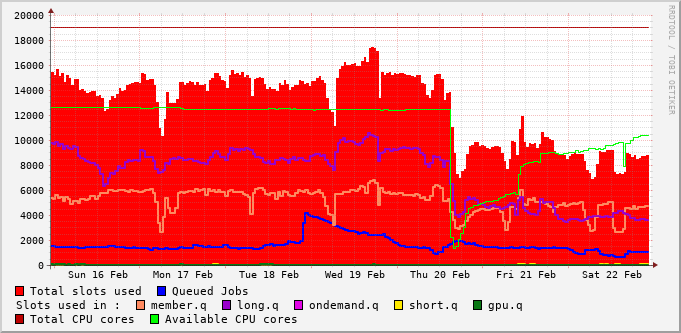 20000
18000
16000
14000
12000
10000
8000
6000
4000
2000
0
Sun 16 Feb Mon 17 Feb Tue 18 Feb Wed 19 Feb Thu 20 Feb Fri 21 Feb Sat 22 Feb
RRDTOOL / TOBI OETIKER
Total slots used Queued Jobs
Slots used in : member.q long.q ondemand.q short.q gpu.q
Total CPU cores Available CPU cores